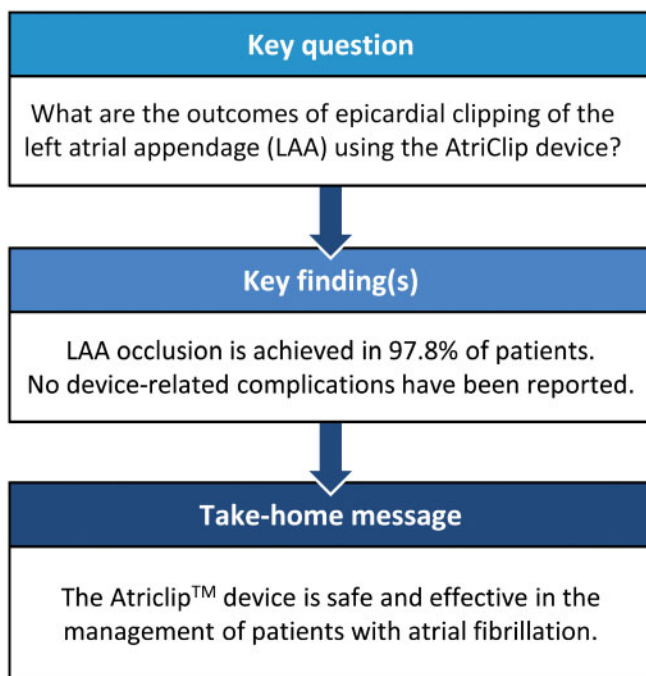 Key question
What are the outcomes of epicardial clipping of the
left atrial appendage (LAA) using the AtriClip device?
Key finding(s)
LAA occlusion is achieved in 97.8% of patients.
No device-related complications have been reported.
Take-home message
The Atriclip™ device is safe and effective in the
management of patients with atrial fibrillation.